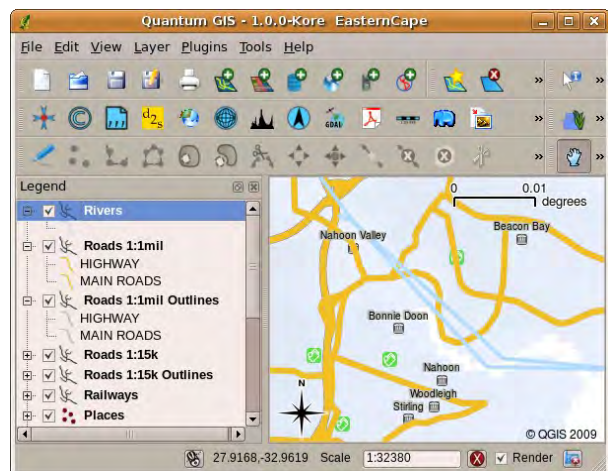 Quantum GIS - 1.0.0-Kore EasternCape
File Edit View Layer Plugins Tools Help
»
d2s
GDAL
»
»
Legend
Rivers
Roads 1:1mil
HIGHWAY
MAIN ROADS
Roads 1:1mil Outlines
HIGHWAY
MAIN ROADS
Roads 1:15k
Roads 1:15k Outlines
Railways
Places
0 0.01
degrees
Nahoon Valley
Beacon Bay
Bonnie Doon
Nahoon
Woodleigh
Stirling
N
© QGIS 2009
27.9168,-32.9619 Scale 1:32380 Render